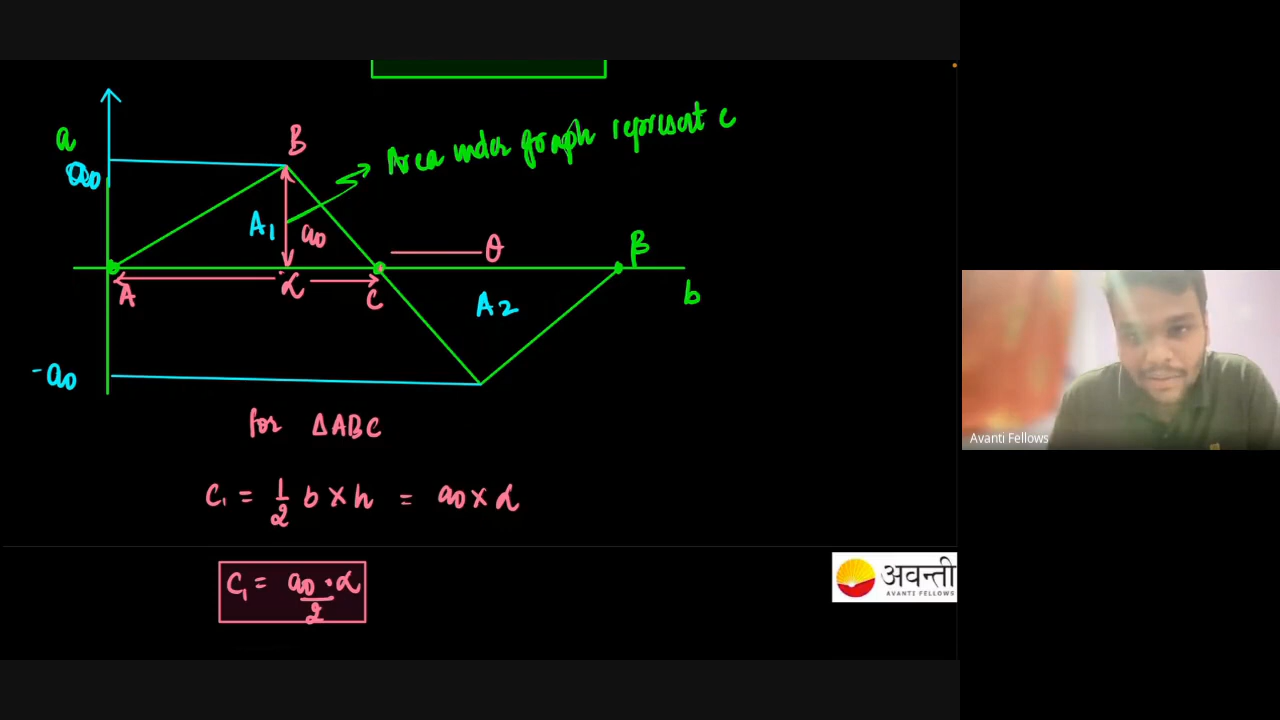 a
a0
B
Area under graph represent c
A1
a0
θ
β
A
α
C
b
A2
-a0
for ΔABC
C1 = 1/2 b × h = a0 × α
C1 = a0/2 · α
अवन्ती
AVANTI FELLOWS
Avanti Fellows